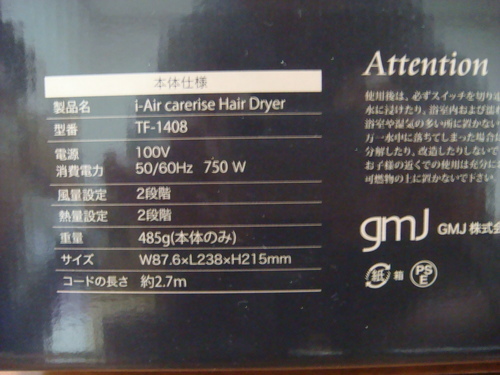 本体仕様
製品名 i-Air carerise Hair Dryer
型番 TF-1408
電源 100V
消費電力 50/60Hz 750 W
風量設定 2段階
熱量設定 2段階
重量 485g(本体のみ)
サイズ W87.6×L238×H215mm
コードの長さ 約2.7m
Attention
使用後は、必ずスイッチを切り
水に浸けたり、浴室内および
浴室や湿気の多い所に置かない
万一水中に落ちてしまった場合
分解したり、改造したりしないで
お子様の近くでの使用は充分に
可燃物の上に置かないで下さい
gmJ GMJ 株式会
紙 箱 PS E